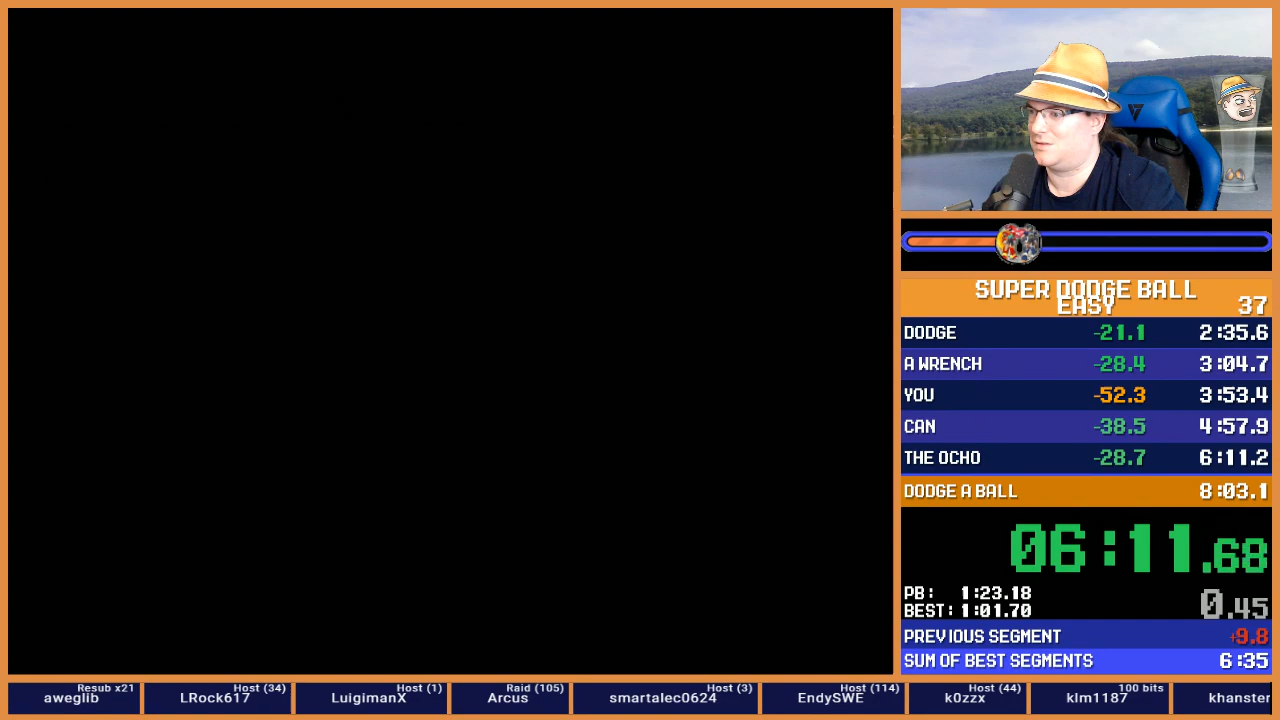 SUPER DODGE BALL
EASY 37
DODGE -21.1 2:35.6
A WRENCH -28.4 3:04.7
YOU -52.3 3:53.4
CAN -38.5 4:57.9
THE OCHO -28.7 6:11.2
DODGE A BALL 8:03.1
06:11.68
PB: 1:23.18
BEST: 1:01.70
0.45
PREVIOUS SEGMENT +9.8
SUM OF BEST SEGMENTS 6:35
Resub x21
aweglib
Host (34)
LRock617
Host (1)
LuigimanX
Raid (105)
Arcus
Host (3)
smartalec0624
Host (114)
EndySWE
Host (44)
k0zzx
100 bits
klm1187
khanster